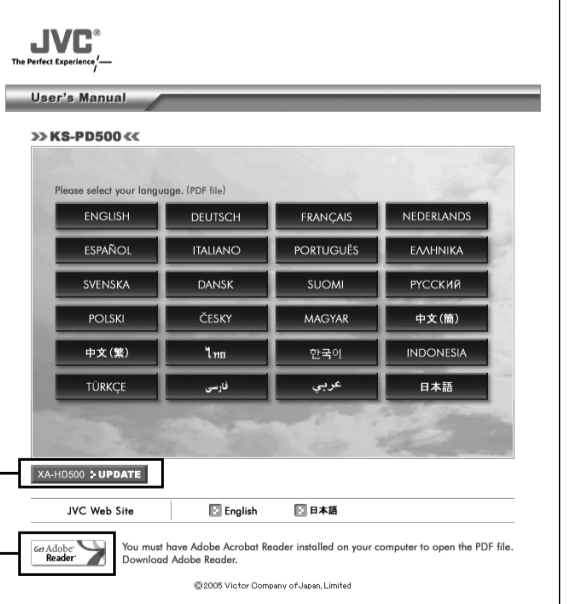 JVC®
The Perfect Experience
User's Manual
KS-PD500
Please select your language. (PDF file)
ENGLISH DEUTSCH FRANÇAIS NEDERLANDS
ESPAÑOL ITALIANO PORTUGUÊS ΕΛΛΗΝΙΚΑ
SVENSKA DANSK SUOMI РУССКИЙ
POLSKI ČESKY MAGYAR 中文(簡)
中文(繁) ไทย 한국어 INDONESIA
TÜRKÇE فارسی عربي 日本語
XA-HD500 UPDATE
JVC Web Site English 日本語
Get Adobe®
Reader®
You must have Adobe Acrobat Reader installed on your computer to open the PDF file.
Download Adobe Reader.
©2005 Victor Company of Japan, Limited